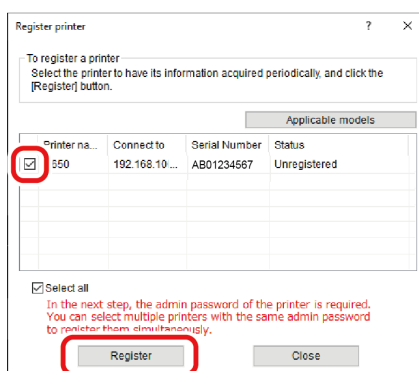 Register printer ? ×
To register a printer
Select the printer to have its information acquired periodically, and click the
[Register] button.
Applicable models
Printer na... Connect to Serial Number Status
650 192.168.10... AB01234567 Unregistered
Select all
In the next step, the admin password of the printer is required.
You can select multiple printers with the same admin password
to register them simultaneously.
Register Close